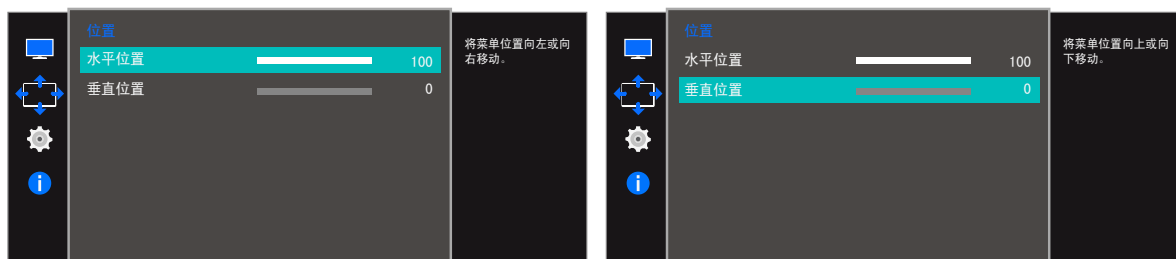 位置
水平位置 100
垂直位置 0
将菜单位置向左或向
右移动。
位置
水平位置 100
垂直位置 0
将菜单位置向上或向
下移动。